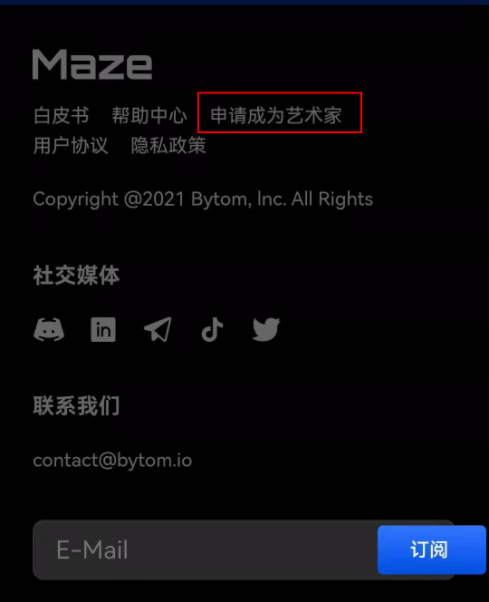 Maze
白皮书 帮助中心 申请成为艺术家
用户协议 隐私政策
Copyright @2021 Bytom, lnc. All Rights
社交媒体
in
联系我们
contact@bytom.io
E-Mail 订阅